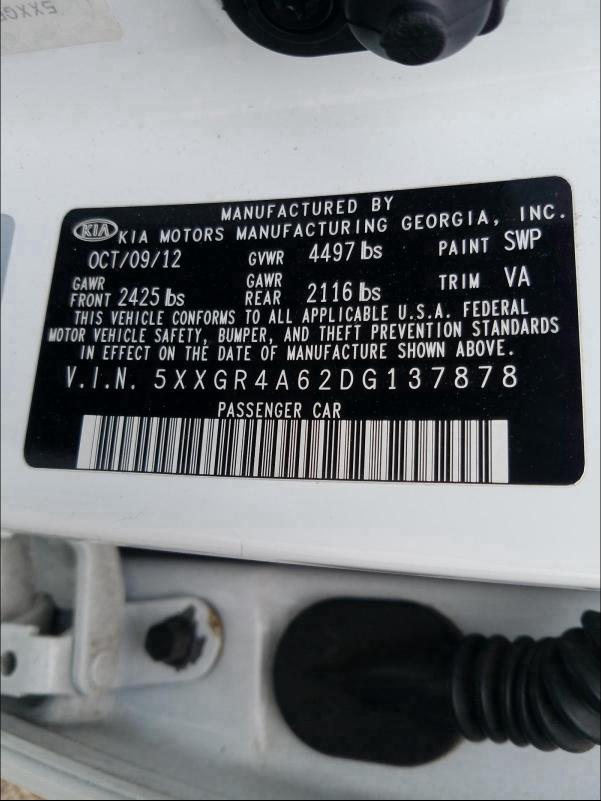 5XXG
MANUFACTURED BY
KIA KIA MOTORS MANUFACTURING GEORGIA, INC.
OCT/09/12 GVWR 4497 lbs PAINT SWP
GAWR FRONT 2425 lbs GAWR REAR 2116 lbs TRIM VA
THIS VEHICLE CONFORMS TO ALL APPLICABLE U.S.A. FEDERAL
MOTOR VEHICLE SAFETY, BUMPER, AND THEFT PREVENTION STANDARDS
IN EFFECT ON THE DATE OF MANUFACTURE SHOWN ABOVE.
V.I.N. 5XXGR4A62DG137878
PASSENGER CAR